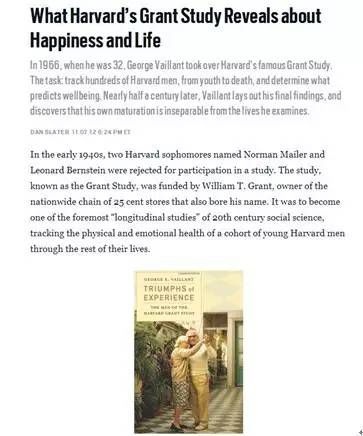 What Harvard's Grant Study Reveals about
Happiness and Life
In 1966, when he was 32, George Vaillant took over Harvard's famous Grant Study.
The task: track hundreds of Harvard men, from youth to death, and determine what
predicts wellbeing. Nearly half a century later, Vaillant lays out his final findings, and
discovers that his own maturation is inseparable from the lives he examines.
DAN SLATER 11.07.12 6:24 PM ET
In the early 1940s, two Harvard sophomores named Norman Mailer and
Leonard Bernstein were rejected for participation in a study. The study,
known as the Grant Study, was funded by William T. Grant, owner of the
nationwide chain of 25 cent stores that also bore his name. It was to become
one of the foremost “longitudinal studies” of 20th century social science,
tracking the physical and emotional health of a cohort of young Harvard men
through the rest of their lives.
GEORGE E. VAILLANT
TRIUMPHS of
EXPERIENCE
THE MEN OF THE
HARVARD GRANT STUDY